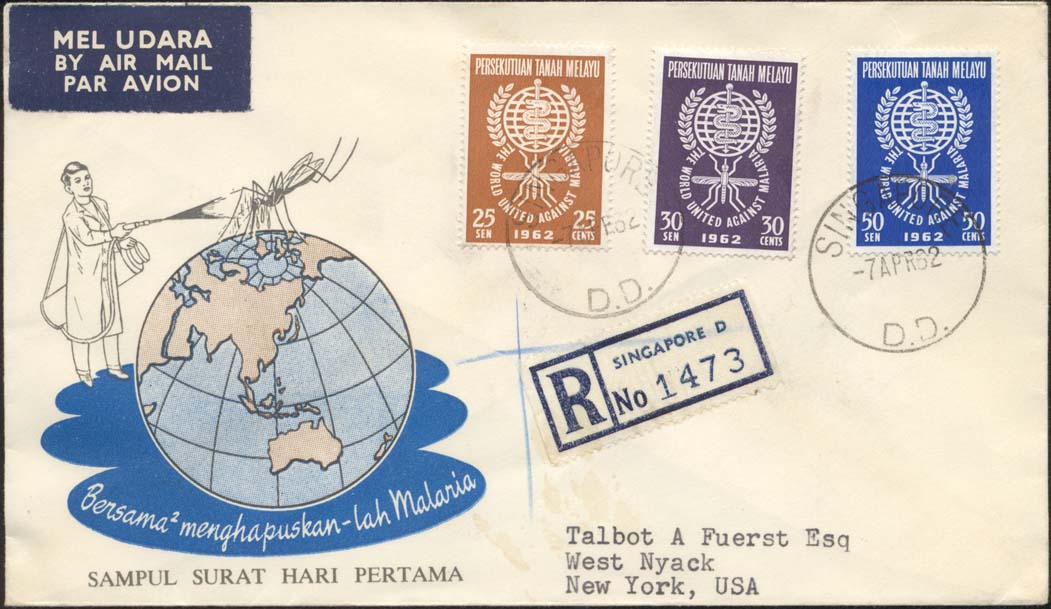 MEL UDARA
BY AIR MAIL
PAR AVION
PERSEKUTUAN TANAH MELAYU
THE WORLD UNITED AGAINST MALARIA
25 SEN
25 CENTS
1962
PERSEKUTUAN TANAH MELAYU
THE WORLD UNITED AGAINST MALARIA
30 SEN
30 CENTS
1962
PERSEKUTUAN TANAH MELAYU
THE WORLD UNITED AGAINST MALARIA
50 SEN
50 CENTS
1962
D.D.
-7APR62
D.D.
R
SINGAPORE D
No 1473
Bersama² menghapuskan-lah Malaria
SAMPUL SURAT HARI PERTAMA
Talbot A Fuerst Esq
West Nyack
New York, USA